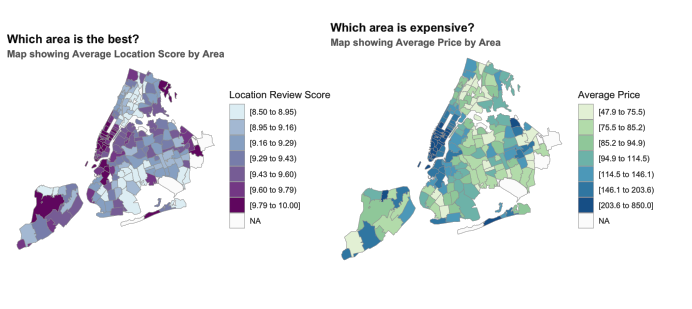 Which area is the best?
Map showing Average Location Score by Area
Location Review Score
[8.50 to 8.95)
[8.95 to 9.16)
[9.16 to 9.29)
[9.29 to 9.43)
[9.43 to 9.60)
[9.60 to 9.79)
[9.79 to 10.00]
NA
Which area is expensive?
Map showing Average Price by Area
Average Price
[47.9 to 75.5)
[75.5 to 85.2)
[85.2 to 94.9)
[94.9 to 114.5)
[114.5 to 146.1)
[146.1 to 203.6)
[203.6 to 850.0]
NA